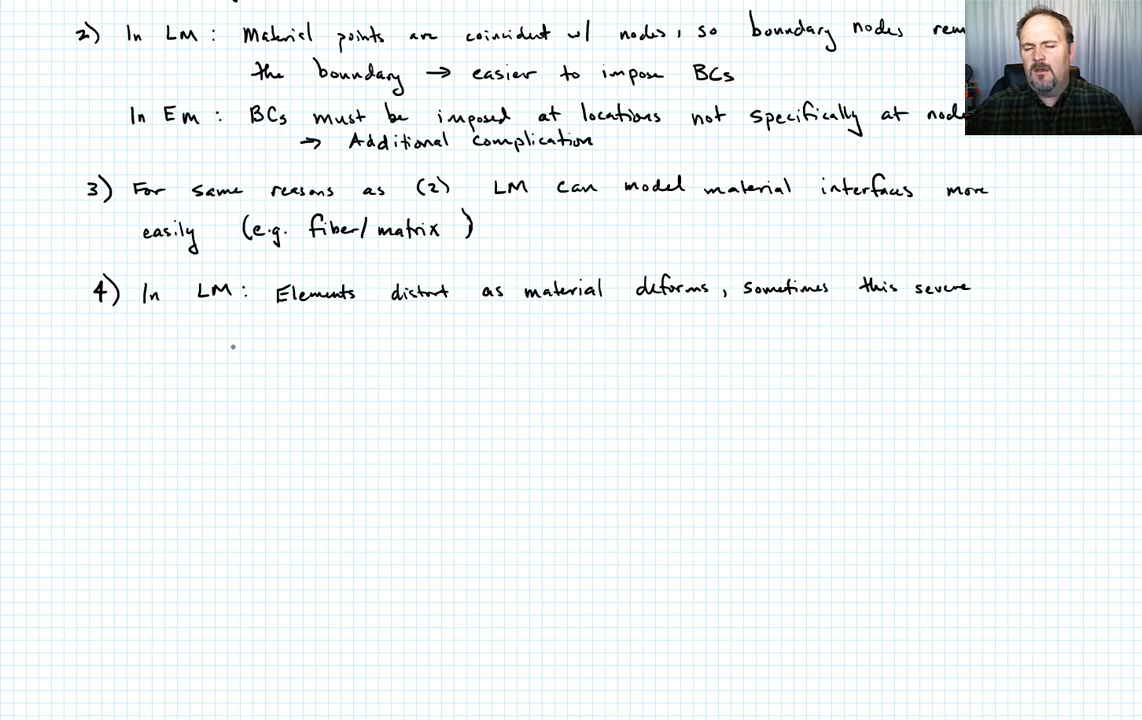 2) In LM: Material points are coincident w/ nodes, so boundary nodes rem
the boundary → easier to impose BCs
In EM: BCs must be imposed at locations not specifically at node
→ Additional complication
3) For same reasons as (2) LM can model material interfaces more
easily (e.g. fiber/matrix)
4) In LM: Elements distort as material deforms, sometimes this severe